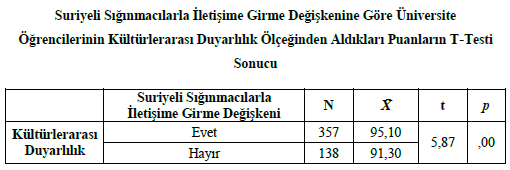 Suriyeli Sığınmacılarla İletişime Girme Değişkenine Göre Üniversite
Öğrencilerinin Kültürlerarası Duyarlılık Ölçeğinden Aldıkları Puanların T-Testi
Sonucu
Suriyeli Sığınmacılarla
İletişime Girme Değişkeni
N X̄ t p
Kültürlerarası
Duyarlılık
Evet 357 95,10
5,87 ,00
Hayır 138 91,30